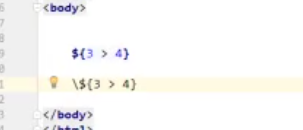 <body>
${3 > 4}
\${3 > 4}
</body>